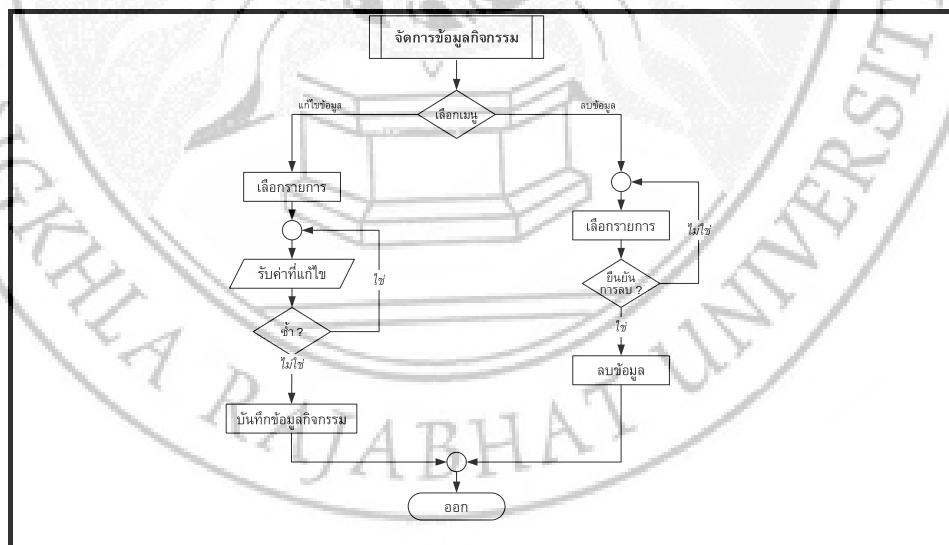 จัดการข้อมูลกิจกรรม
เลือกเมนู
แก้ไขข้อมูล
ลบข้อมูล
เลือกรายการ
รับค่าที่แก้ไข
ใช่
ซ้ำ ?
ไม่ใช่
บันทึกข้อมูลกิจกรรม
เลือกรายการ
ไม่ใช่
ยืนยัน
การลบ ?
ใช่
ลบข้อมูล
ออก
NGKHLA RAJABHAT UNIVERSIT